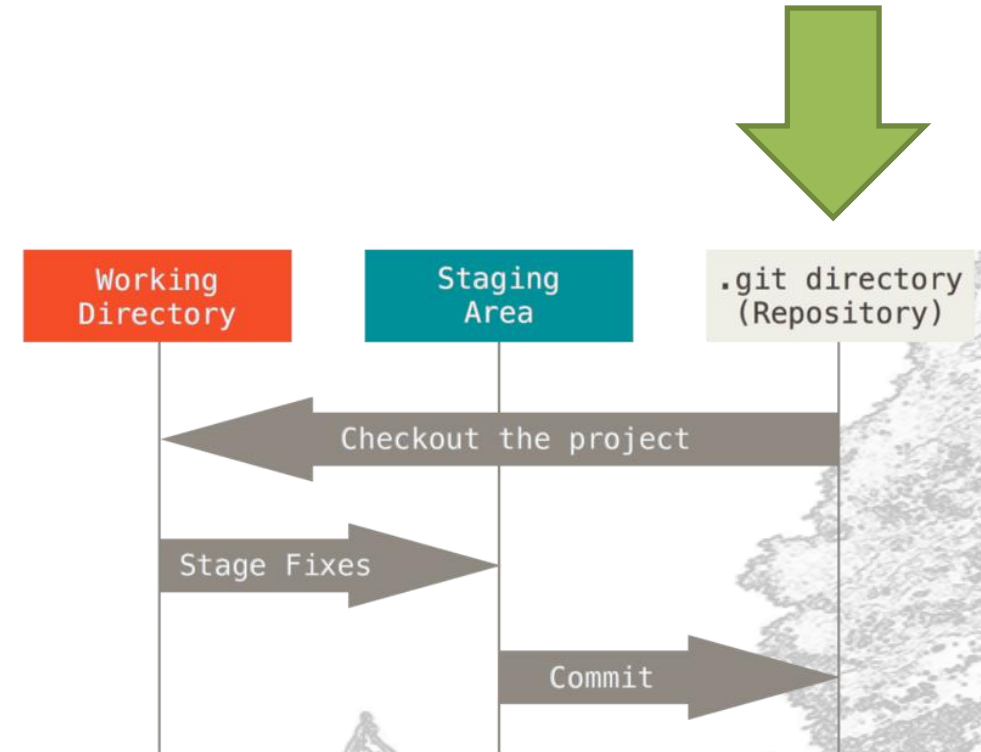 Working
Directory
Staging
Area
.git directory
(Repository)
Checkout the project
Stage Fixes
Commit